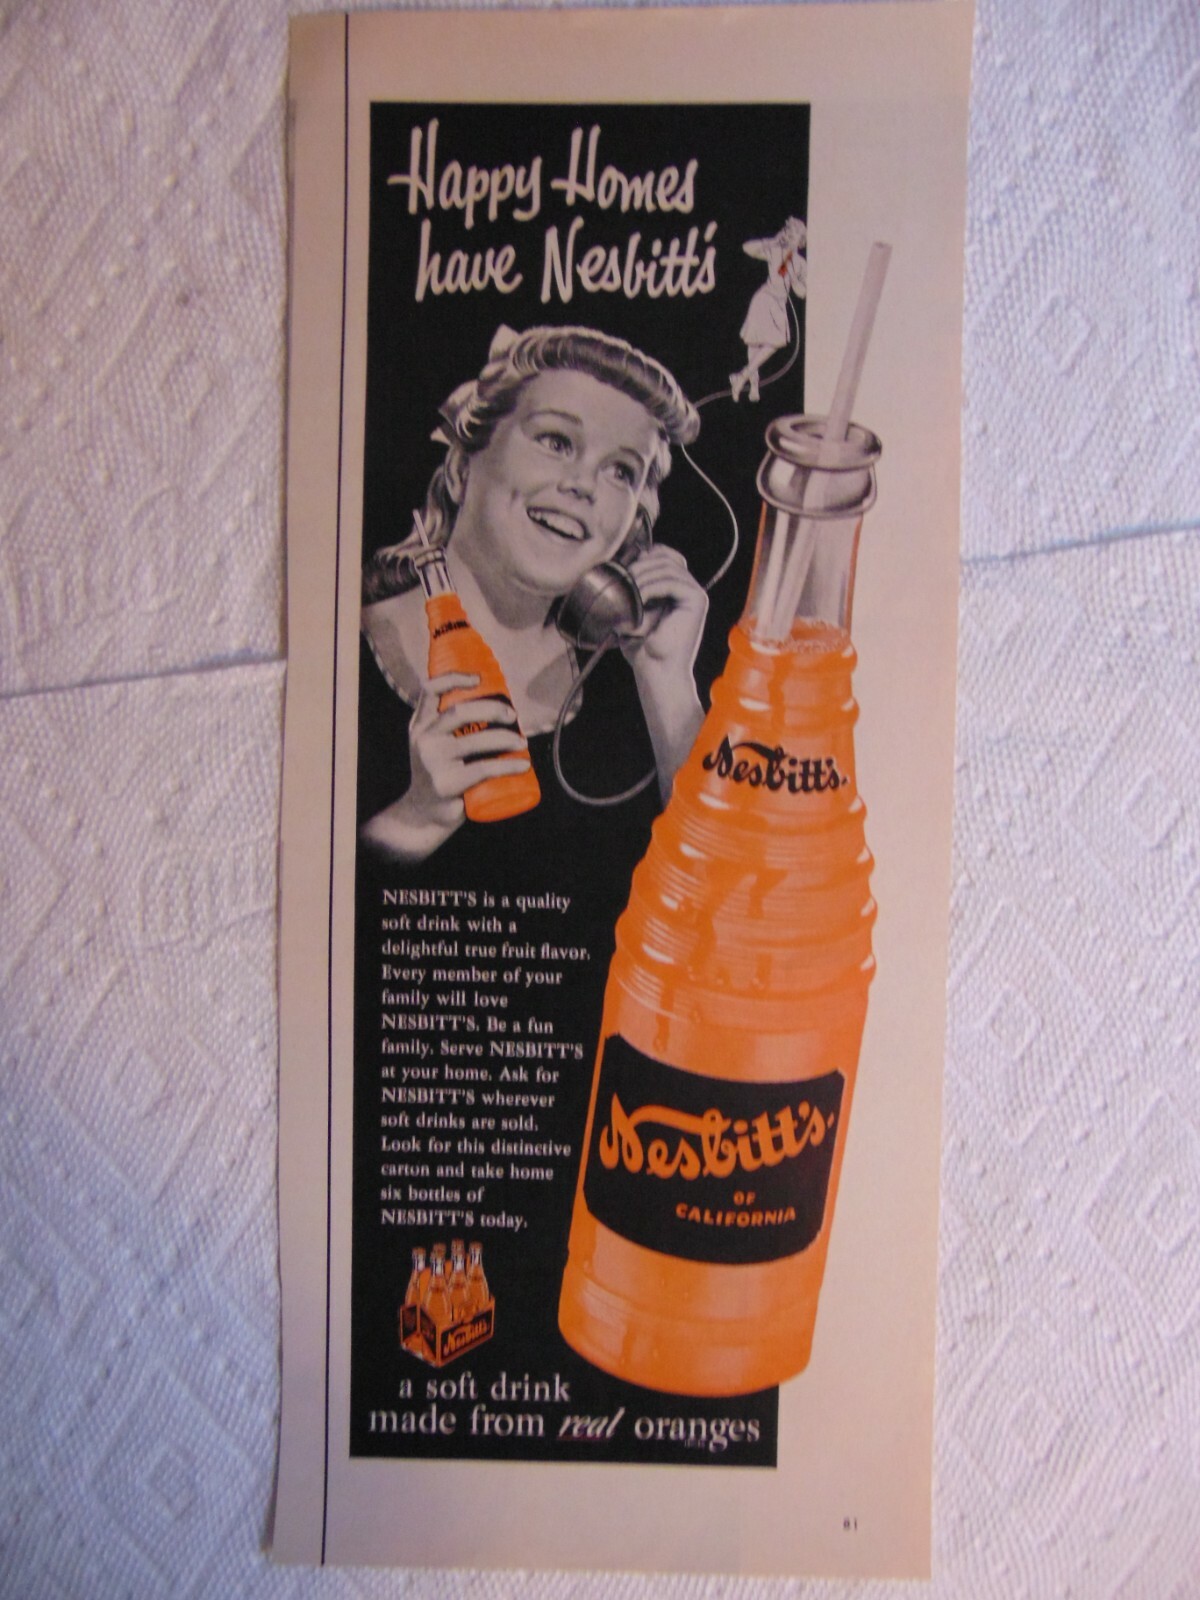 Happy Homes
have Nesbitt's
Nesbitt's.
NESBITT'S is a quality
soft drink with a
delightful true fruit flavor.
Every member of your
family will love
NESBITT'S. Be a fun
family. Serve NESBITT'S
at your home. Ask for
NESBITT'S wherever
soft drinks are sold.
Look for this distinctive
carton and take home
six bottles of
NESBITT'S today.
Nesbitt's.
OF
CALIFORNIA
Nesbitt's
a soft drink
made from real oranges
81